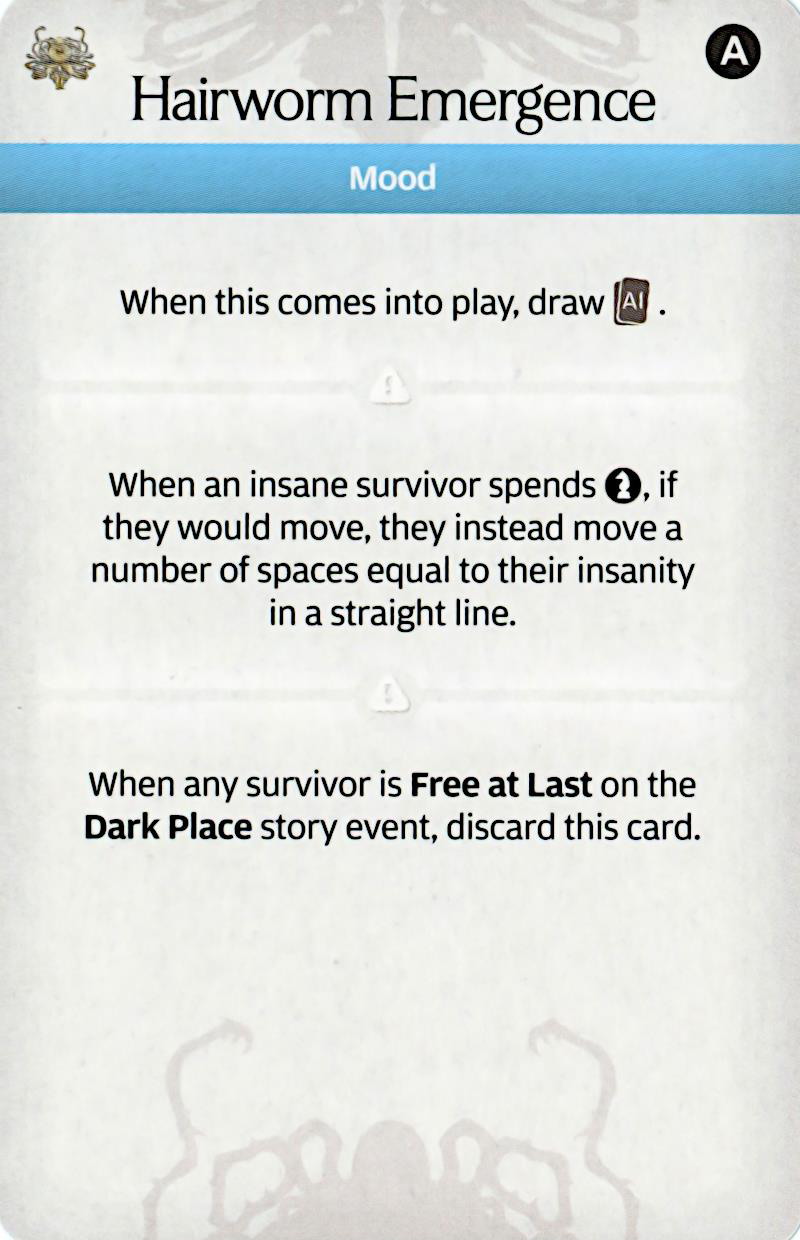 A
Hairworm Emergence
Mood
When this comes into play, draw AI .
When an insane survivor spends , if
they would move, they instead move a
number of spaces equal to their insanity
in a straight line.
When any survivor is Free at Last on the
Dark Place story event, discard this card.